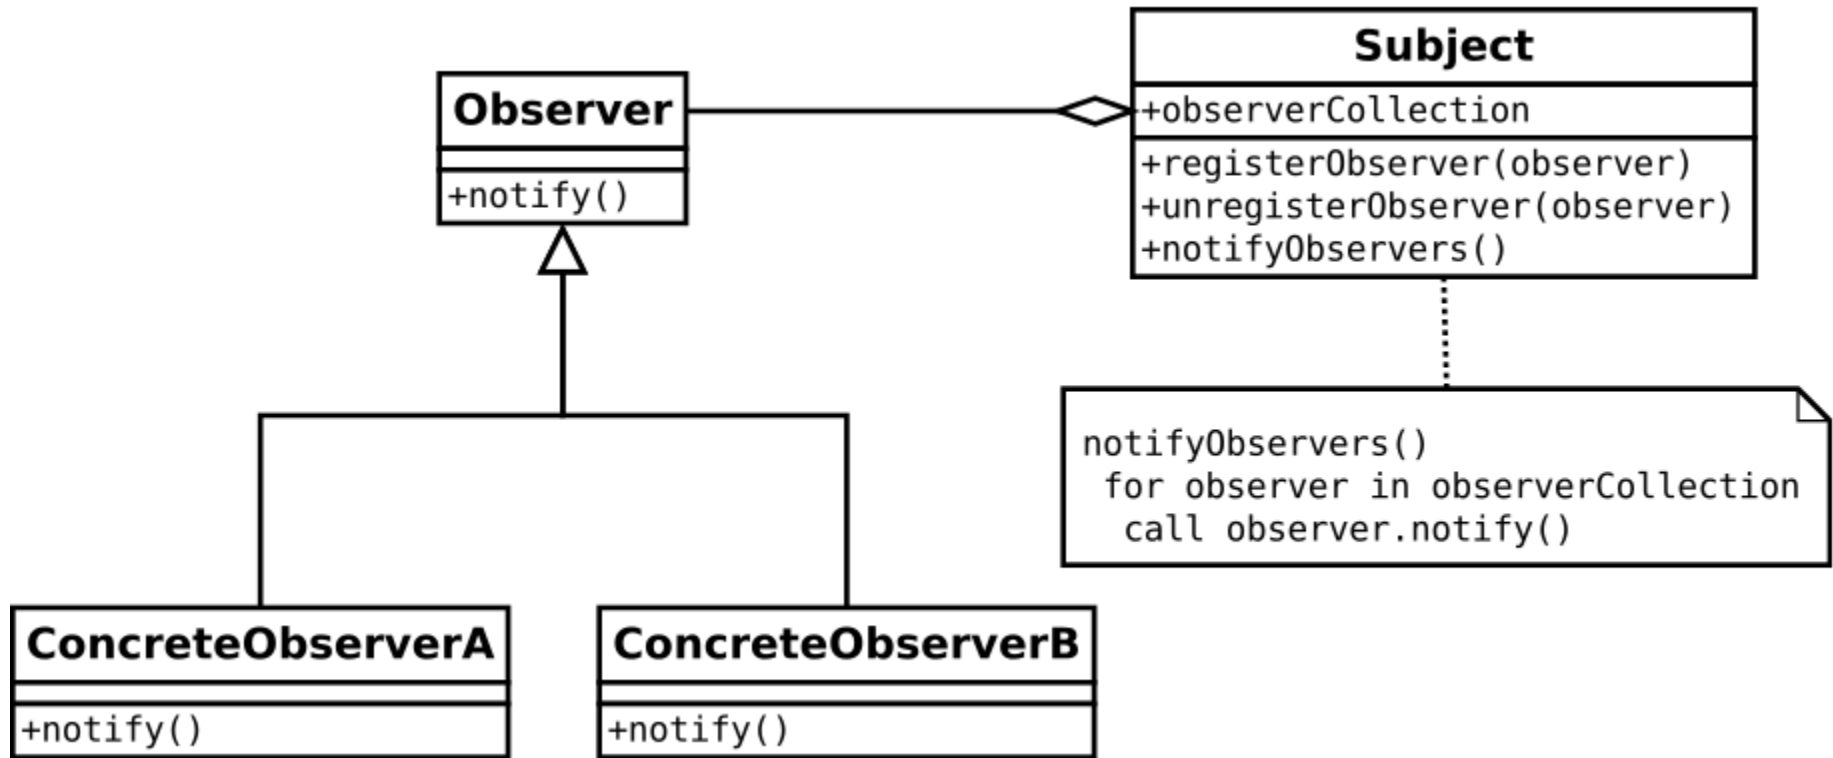 Observer
+notify()
Subject
+observerCollection
+registerObserver(observer)
+unregisterObserver(observer)
+notifyObservers()
notifyObservers()
for observer in observerCollection
call observer.notify()
ConcreteObserverA
+notify()
ConcreteObserverB
+notify()